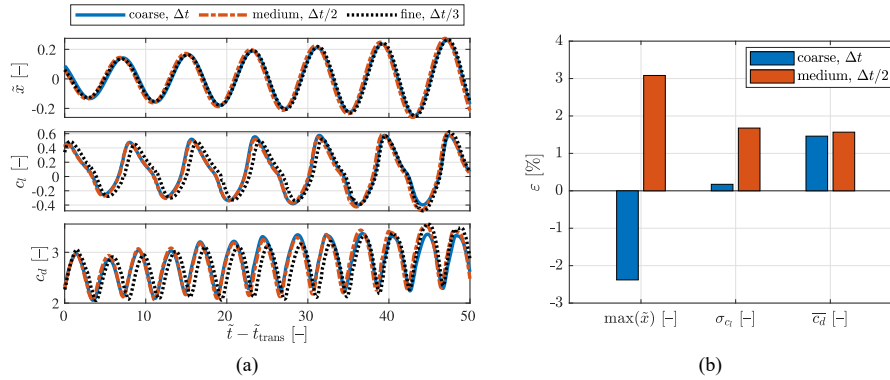 coarse, Δt medium, Δt/2 fine, Δt/3
0.2
0
-0.2
x̃ [−]
0.6
0.4
0.2
0
-0.2
-0.4
c_l [−]
3
2
c_d [−]
0 10 20 30 40 50
t̃ − t̃_trans [−]
(a)
coarse, Δt
medium, Δt/2
4
3
2
1
0
-1
-2
-3
ε [%]
max(x̃) [−] σ_{c_l} [−] \overline{c_d} [−]
(b)